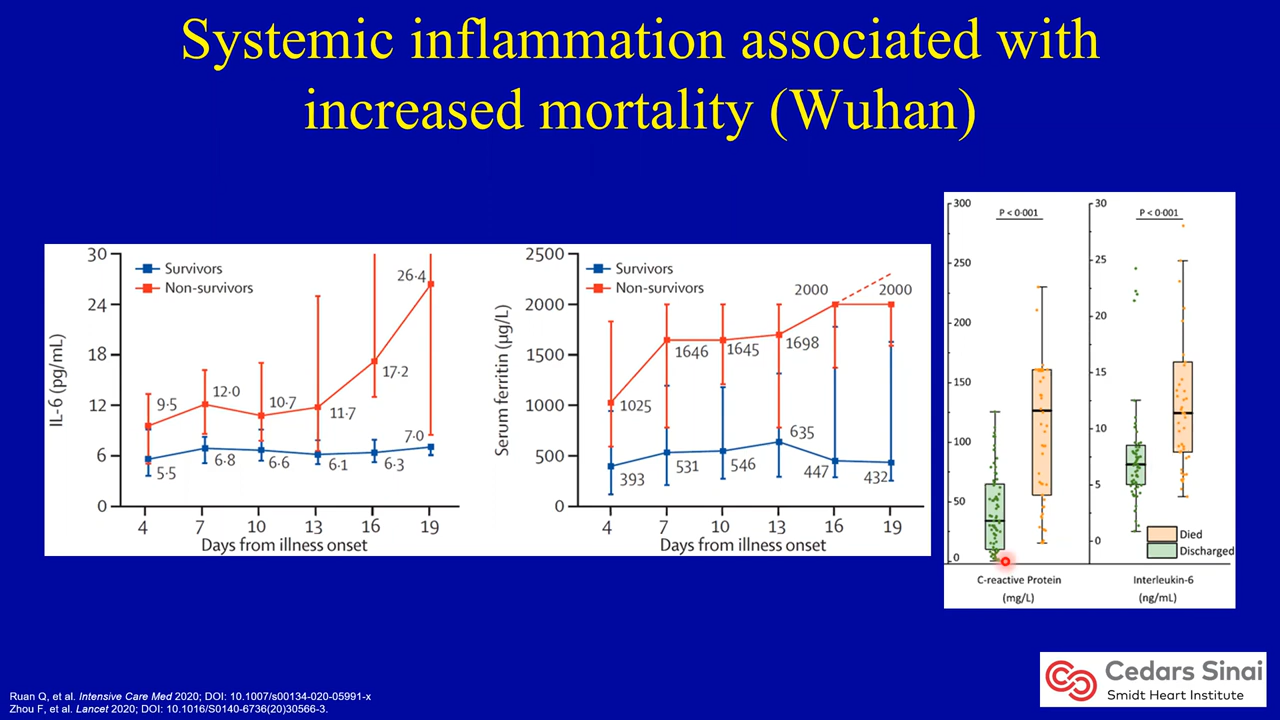 Systemic inflammation associated with
increased mortality (Wuhan)
30
24
18
12
6
0
IL-6 (pg/mL)
Survivors
Non-survivors
9·5
12·0
10·7
11·7
17·2
26·4
5·5
6·8
6·6
6·1
6·3
7·0
4 7 10 13 16 19
Days from illness onset
2500
2000
1500
1000
500
0
Serum ferritin (μg/L)
Survivors
Non-survivors
1025
1646
1645
1698
2000
2000
393
531
546
635
447
432
4 7 10 13 16 19
Days from illness onset
300
250
200
150
100
50
0
P < 0·001
C-reactive Protein
(mg/L)
30
25
20
15
10
5
0
P < 0·001
Died
Discharged
Interleukin-6
(ng/mL)
Ruan Q, et al. Intensive Care Med 2020; DOI: 10.1007/s00134-020-05991-x
Zhou F, et al. Lancet 2020; DOI: 10.1016/S0140-6736(20)30566-3.
Cedars Sinai
Smidt Heart Institute